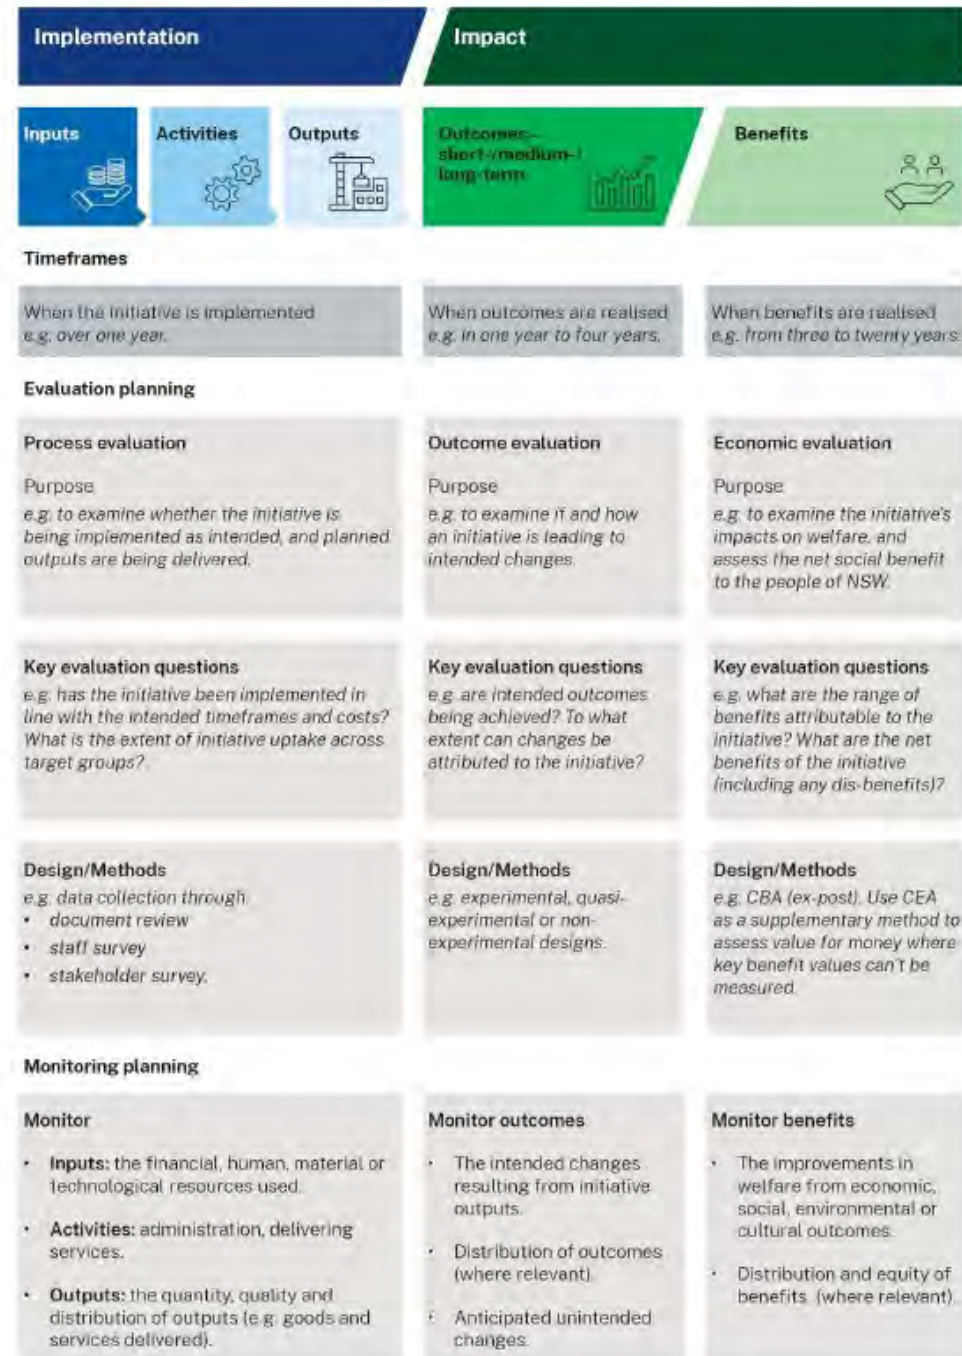 Implementation
Impact
Inputs
Activities
Outputs
Outcomes–
short-/medium-/
long-term
Benefits
Timeframes
When the initiative is implemented
e.g. over one year.
When outcomes are realised
e.g. in one year to four years.
When benefits are realised
e.g. from three to twenty years.
Evaluation planning
Process evaluation
Purpose
e.g. to examine whether the initiative is
being implemented as intended, and planned
outputs are being delivered.
Outcome evaluation
Purpose
e.g. to examine if and how
an initiative is leading to
intended changes.
Economic evaluation
Purpose
e.g. to examine the initiative's
impacts on welfare, and
assess the net social benefit
to the people of NSW.
Key evaluation questions
e.g. has the initiative been implemented in
line with the intended timeframes and costs?
What is the extent of initiative uptake across
target groups?
Key evaluation questions
e.g. are intended outcomes
being achieved? To what
extent can changes be
attributed to the initiative?
Key evaluation questions
e.g. what are the range of
benefits attributable to the
initiative? What are the net
benefits of the initiative
(including any dis-benefits)?
Design/Methods
e.g. data collection through
• document review
• staff survey
• stakeholder survey.
Design/Methods
e.g. experimental, quasi-
experimental or non-
experimental designs.
Design/Methods
e.g. CBA (ex-post). Use CEA
as a supplementary method to
assess value for money where
key benefit values can't be
measured.
Monitoring planning
Monitor
• Inputs: the financial, human, material or
technological resources used.
• Activities: administration, delivering
services.
• Outputs: the quantity, quality and
distribution of outputs (e.g. goods and
services delivered).
Monitor outcomes
• The intended changes
resulting from initiative
outputs.
• Distribution of outcomes
(where relevant).
• Anticipated unintended
changes.
Monitor benefits
• The improvements in
welfare from economic,
social, environmental or
cultural outcomes.
• Distribution and equity of
benefits (where relevant).